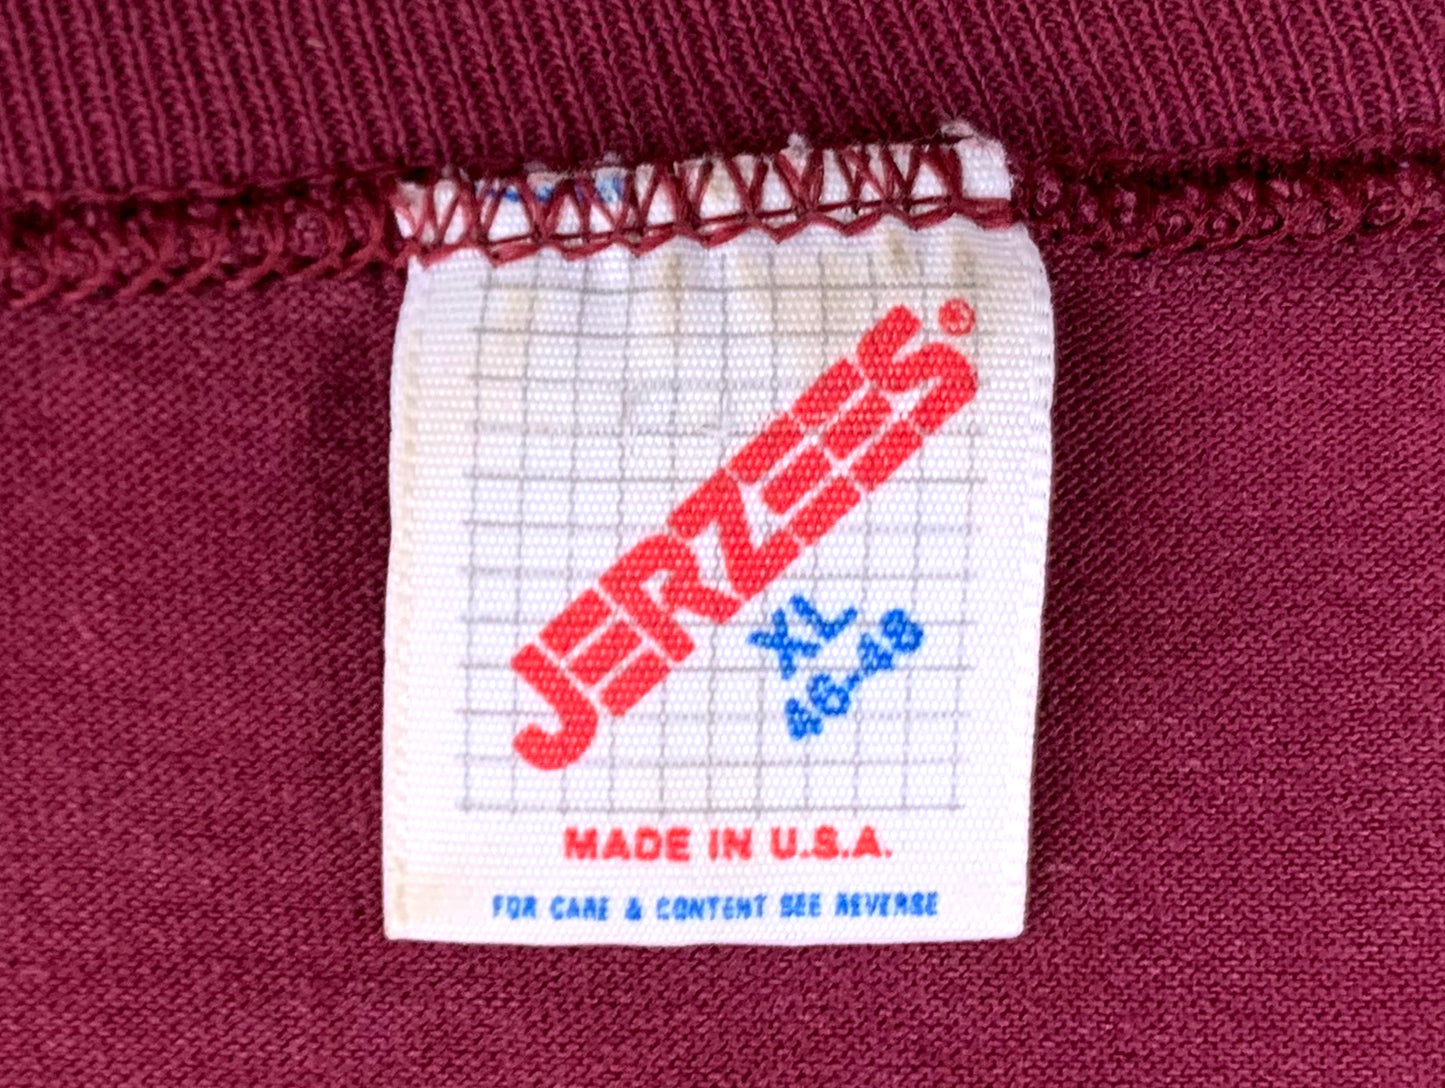 JERZEES®
XL
46-48
MADE IN U.S.A.
FOR CARE & CONTENT SEE REVERSE